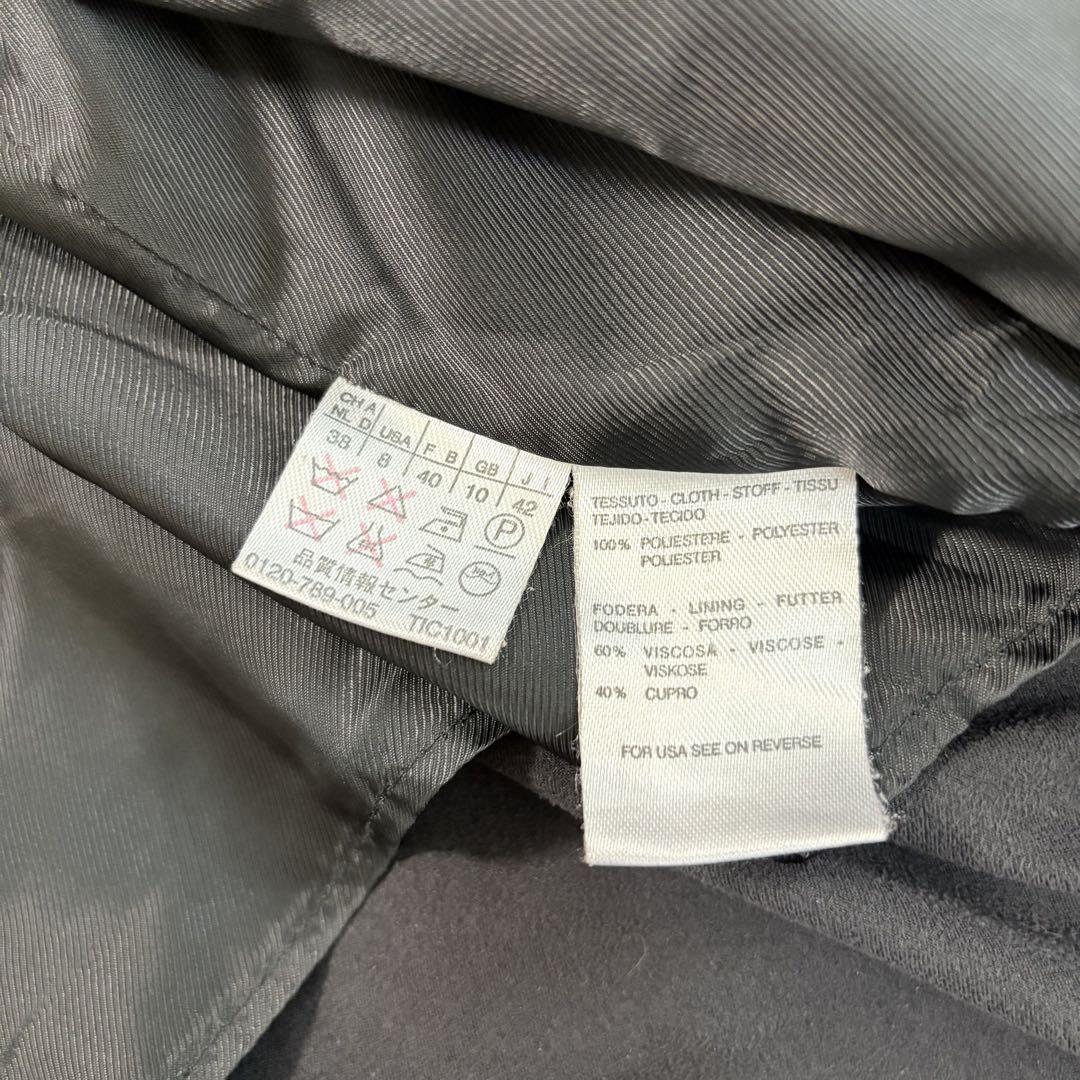 CH A
NL D USA F B GB J I
38 8 40 10 42
P
品質情報センター
0120-789-005 TIC1001
TESSUTO - CLOTH - STOFF - TISSU
TEJIDO - TECIDO
100% POLIESTERE - POLYESTER
POLIESTER
FODERA - LINING - FUTTER
DOUBLURE - FORRO
60% VISCOSA - VISCOSE -
VISKOSE
40% CUPRO
FOR USA SEE ON REVERSE